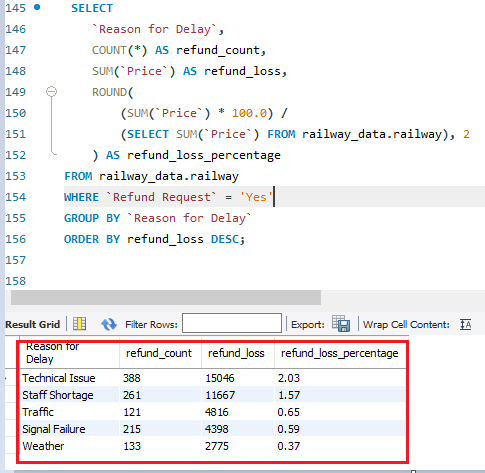 145 SELECT
146 `Reason for Delay`,
147 COUNT(*) AS refund_count,
148 SUM(`Price`) AS refund_loss,
149 ROUND(
150 (SUM(`Price`) * 100.0) /
151 (SELECT SUM(`Price`) FROM railway_data.railway), 2
152 ) AS refund_loss_percentage
153 FROM railway_data.railway
154 WHERE `Refund Request` = 'Yes'
155 GROUP BY `Reason for Delay`
156 ORDER BY refund_loss DESC;
157
158
Result Grid Filter Rules: Export: Wrap Cell Content:
Reason for Delay refund_count refund_loss refund_loss_percentage
Technical Issue 388 15046 2.03
Staff Shortage 261 11667 1.57
Traffic 121 4816 0.65
Signal Failure 215 4398 0.59
Weather 133 2775 0.37